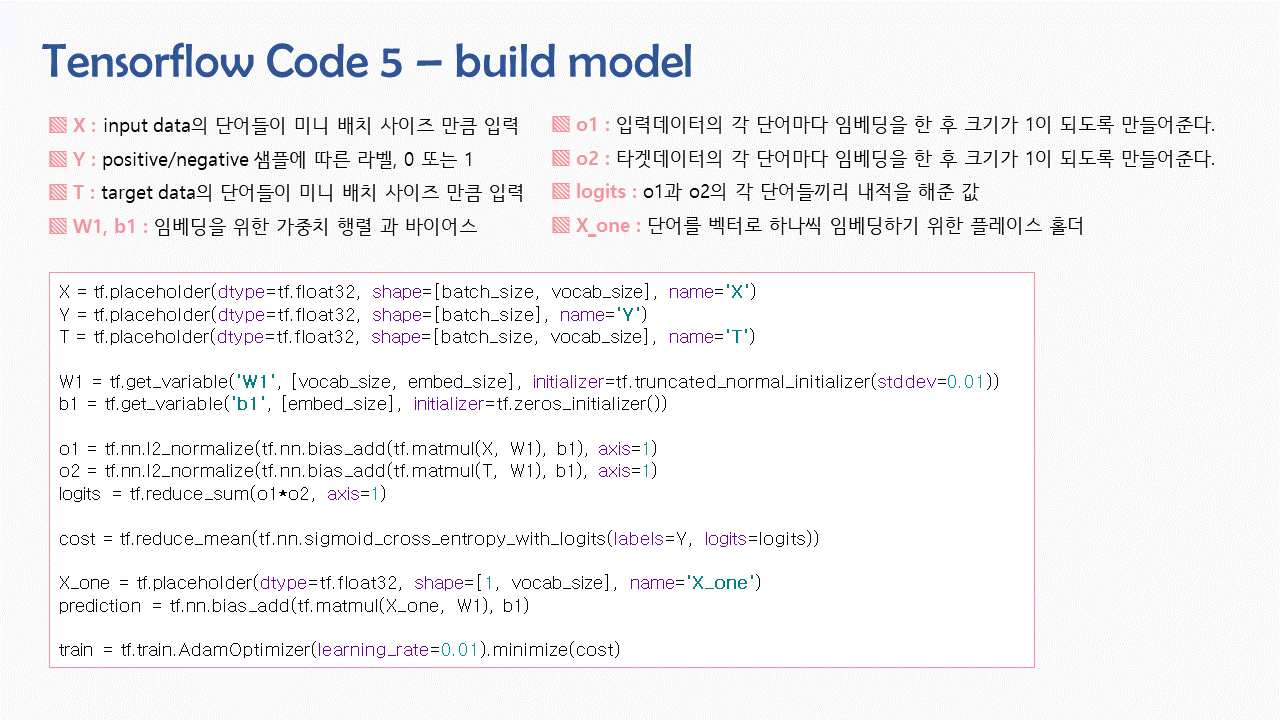 Tensorflow Code 5 – build model
X : input data의 단어들이 미니 배치 사이즈 만큼 입력
Y : positive/negative 샘플에 따른 라벨, 0 또는 1
T : target data의 단어들이 미니 배치 사이즈 만큼 입력
W1, b1 : 임베딩을 위한 가중치 행렬 과 바이어스
o1 : 입력데이터의 각 단어마다 임베딩을 한 후 크기가 1이 되도록 만들어준다.
o2 : 타겟데이터의 각 단어마다 임베딩을 한 후 크기가 1이 되도록 만들어준다.
logits : o1과 o2의 각 단어들끼리 내적을 해준 값
X_one : 단어를 벡터로 하나씩 임베딩하기 위한 플레이스 홀더
X = tf.placeholder(dtype=tf.float32, shape=[batch_size, vocab_size], name='X')
Y = tf.placeholder(dtype=tf.float32, shape=[batch_size], name='Y')
T = tf.placeholder(dtype=tf.float32, shape=[batch_size, vocab_size], name='T')
W1 = tf.get_variable('W1', [vocab_size, embed_size], initializer=tf.truncated_normal_initializer(stddev=0.01))
b1 = tf.get_variable('b1', [embed_size], initializer=tf.zeros_initializer())
o1 = tf.nn.l2_normalize(tf.nn.bias_add(tf.matmul(X, W1), b1), axis=1)
o2 = tf.nn.l2_normalize(tf.nn.bias_add(tf.matmul(T, W1), b1), axis=1)
logits = tf.reduce_sum(o1*o2, axis=1)
cost = tf.reduce_mean(tf.nn.sigmoid_cross_entropy_with_logits(labels=Y, logits=logits))
X_one = tf.placeholder(dtype=tf.float32, shape=[1, vocab_size], name='X_one')
prediction = tf.nn.bias_add(tf.matmul(X_one, W1), b1)
train = tf.train.AdamOptimizer(learning_rate=0.01).minimize(cost)